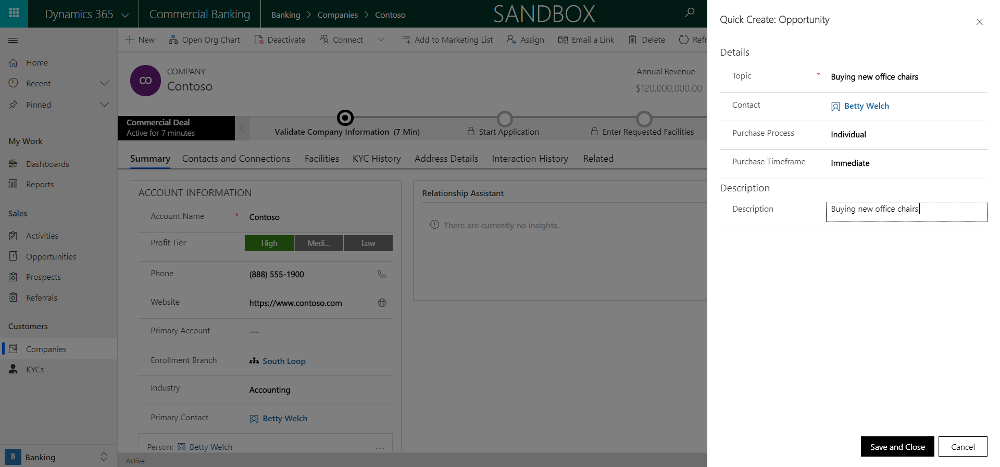 Dynamics 365
Commercial Banking
Banking > Companies > Contoso
SANDBOX
New
Open Org Chart
Deactivate
Connect
Add to Marketing List
Assign
Email a Link
Delete
Refr
Home
Recent
Pinned
My Work
Dashboards
Reports
Sales
Activities
Opportunities
Prospects
Referrals
Customers
Companies
KYCs
B Banking
CO
COMPANY
Contoso
Annual Revenue
$120,000,000.00
Commercial Deal
Active for 7 minutes
Validate Company Information (7 Min)
Start Application
Enter Requested Facilities
Summary
Contacts and Connections
Facilities
KYC History
Address Details
Interaction History
Related
ACCOUNT INFORMATION
Account Name * Contoso
Profit Tier High Medi... Low
Phone (888) 555-1900
Website https://www.contoso.com
Primary Account ---
Enrollment Branch South Loop
Industry Accounting
Primary Contact Betty Welch
Person: Betty Welch ...
Active
Relationship Assistant
There are currently no insights.
Quick Create: Opportunity
Details
Topic * Buying new office chairs
Contact Betty Welch
Purchase Process Individual
Purchase Timeframe Immediate
Description
Description Buying new office chairs
Save and Close
Cancel